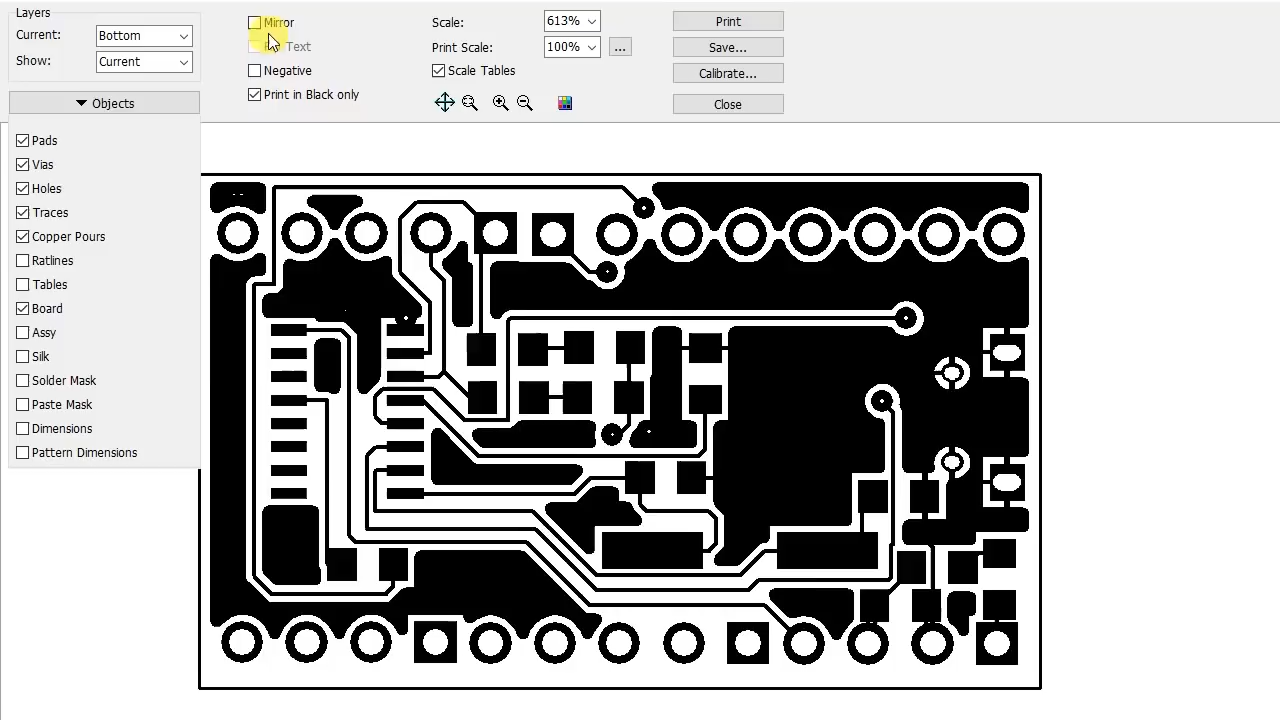 Layers
Current: Bottom
Show: Current
Objects
Pads
Vias
Holes
Traces
Copper Pours
Ratlines
Tables
Board
Assy
Silk
Solder Mask
Paste Mask
Dimensions
Pattern Dimensions
Mirror
Text
Negative
Print in Black only
Scale: 613%
Print Scale: 100% ...
Scale Tables
Print
Save...
Calibrate...
Close